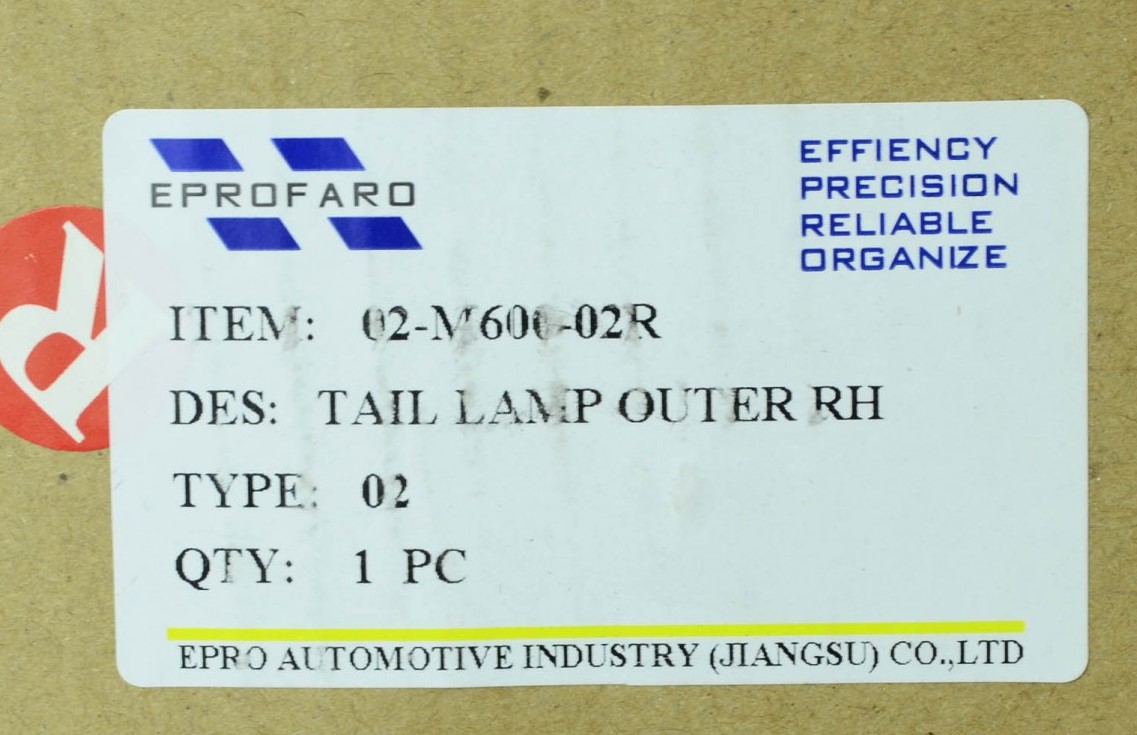 EPROFARO
EFFIENCY
PRECISION
RELIABLE
ORGANIZE
R
ITEM: 02-M600-02R
DES: TAIL LAMP OUTER RH
TYPE: 02
QTY: 1 PC
EPRO AUTOMOTIVE INDUSTRY (JIANGSU) CO.,LTD